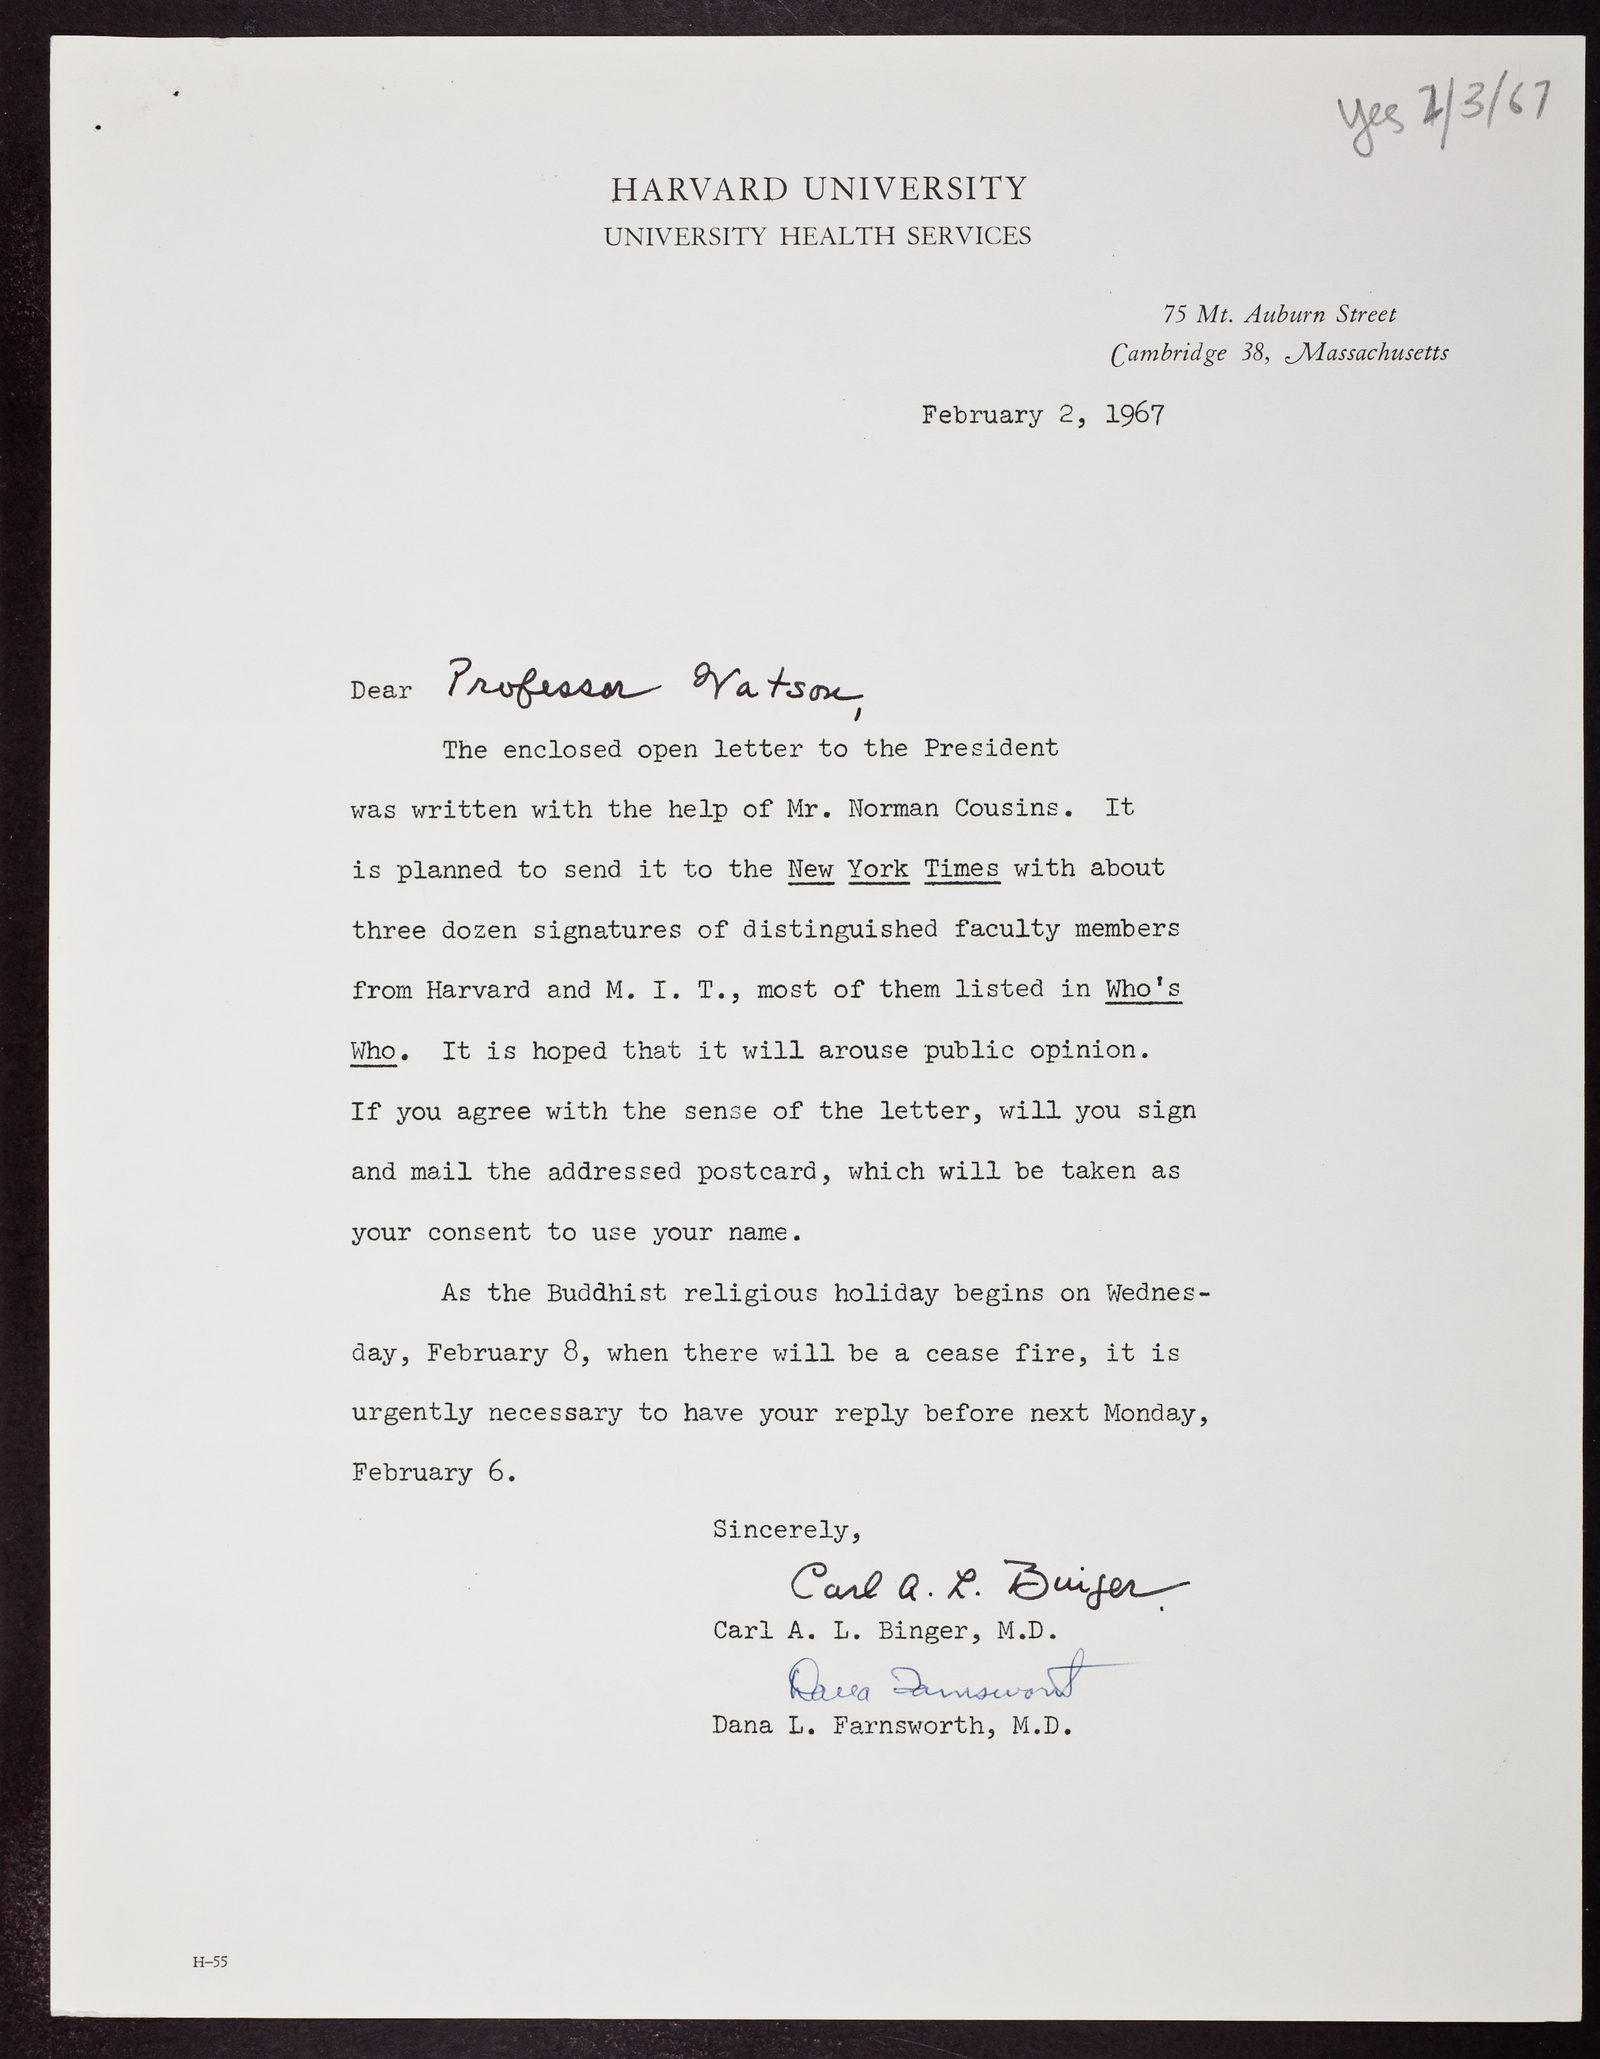 yes 2/3/67
HARVARD UNIVERSITY
UNIVERSITY HEALTH SERVICES
75 Mt. Auburn Street
Cambridge 38, Massachusetts
February 2, 1967
Dear Professor Watson,
The enclosed open letter to the President
was written with the help of Mr. Norman Cousins. It
is planned to send it to the New York Times with about
three dozen signatures of distinguished faculty members
from Harvard and M. I. T., most of them listed in Who's
Who. It is hoped that it will arouse public opinion.
If you agree with the sense of the letter, will you sign
and mail the addressed postcard, which will be taken as
your consent to use your name.
As the Buddhist religious holiday begins on Wednes-
day, February 8, when there will be a cease fire, it is
urgently necessary to have your reply before next Monday,
February 6.
Sincerely,
Carl A. L. Binger
Carl A. L. Binger, M.D.
Dana Farnsworth
Dana L. Farnsworth, M.D.
H-55